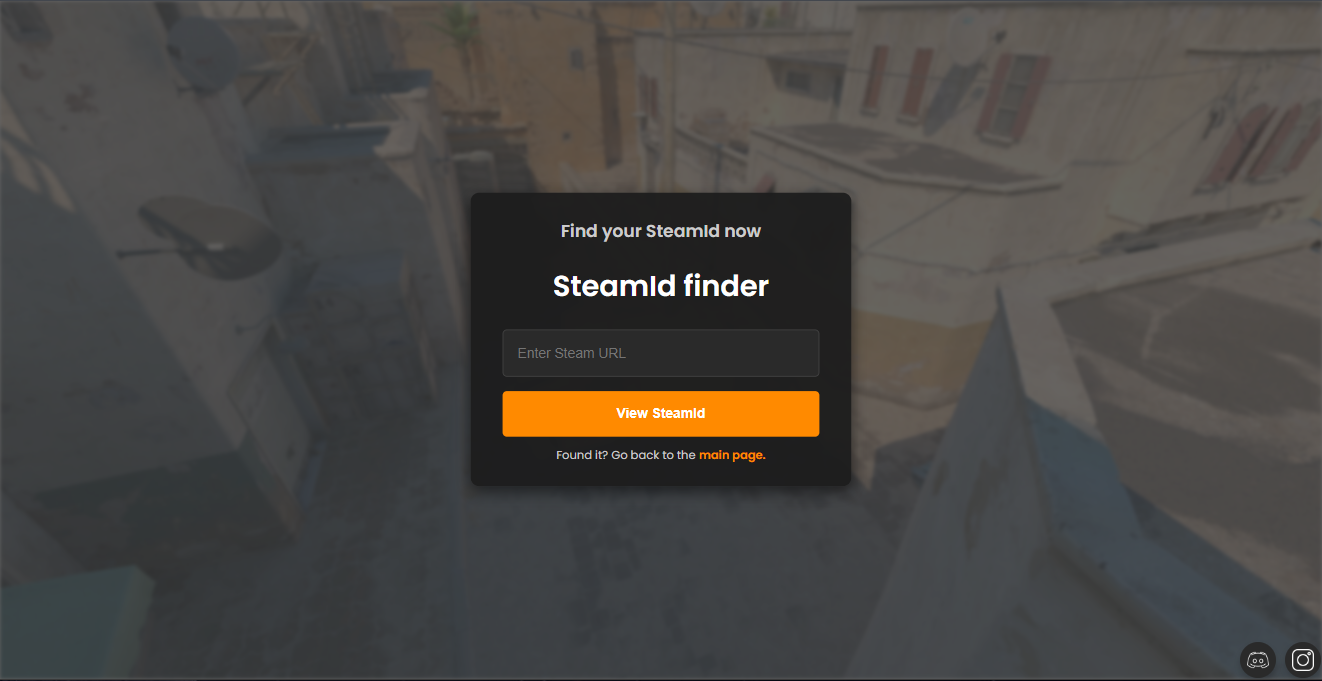 Find your SteamId now
SteamId finder
Enter Steam URL
View SteamId
Found it? Go back to the main page.